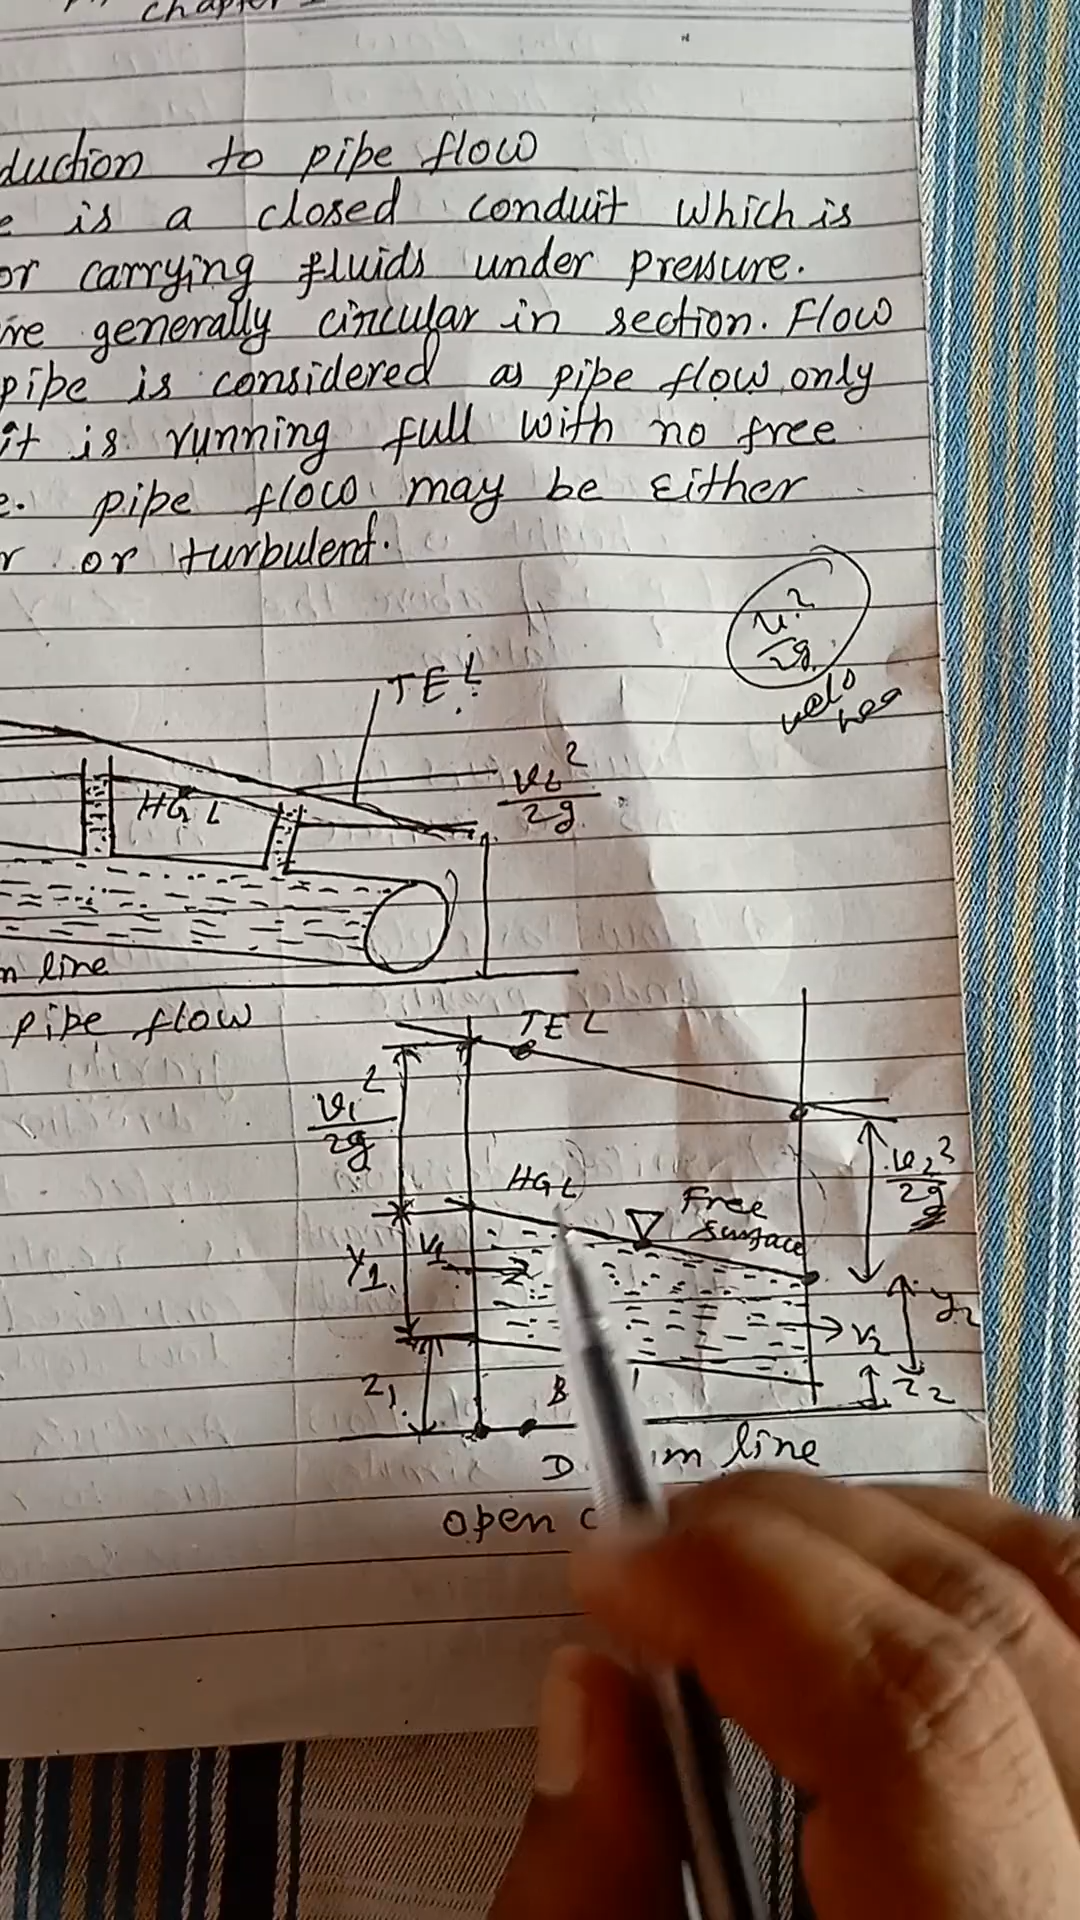 chapter
duction to pipe flow
e is a closed conduit which is
or carrying fluids under pressure.
are generally circular in section. Flow
pipe is considered as pipe flow only
it is running full with no free
e. pipe flow may be either
r or turbulent.
v²
2g
TEL
HGL
v₂²
2g
m line
pipe flow
TEL
v₁²
2g
HGL
Free
surface
v₂²
2g
y₁
v₁
y₂
v₂
z₁
z₂
B
D m line
open c